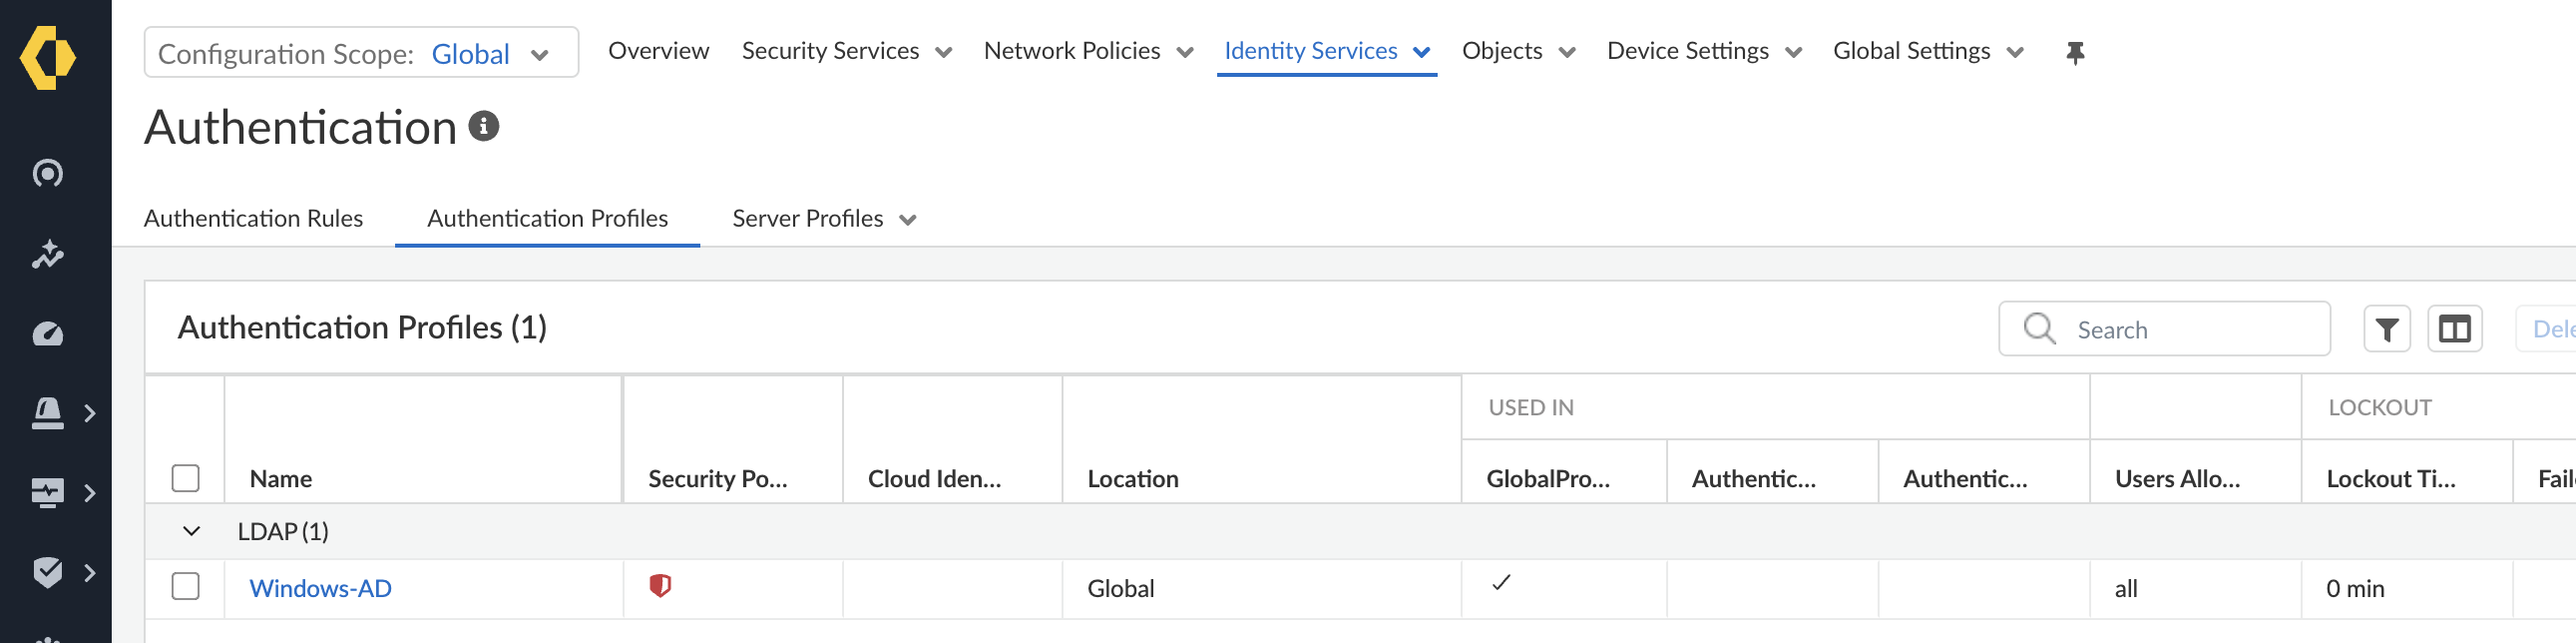 Configuration Scope: Global Overview Security Services Network Policies Identity Services Objects Device Settings Global Settings
Authentication
Authentication Rules Authentication Profiles Server Profiles
Authentication Profiles (1) Search
USED IN LOCKOUT
Name Security Po... Cloud Iden... Location GlobalPro... Authentic... Authentic... Users Allo... Lockout Ti...
LDAP (1)
Windows-AD Global all 0 min